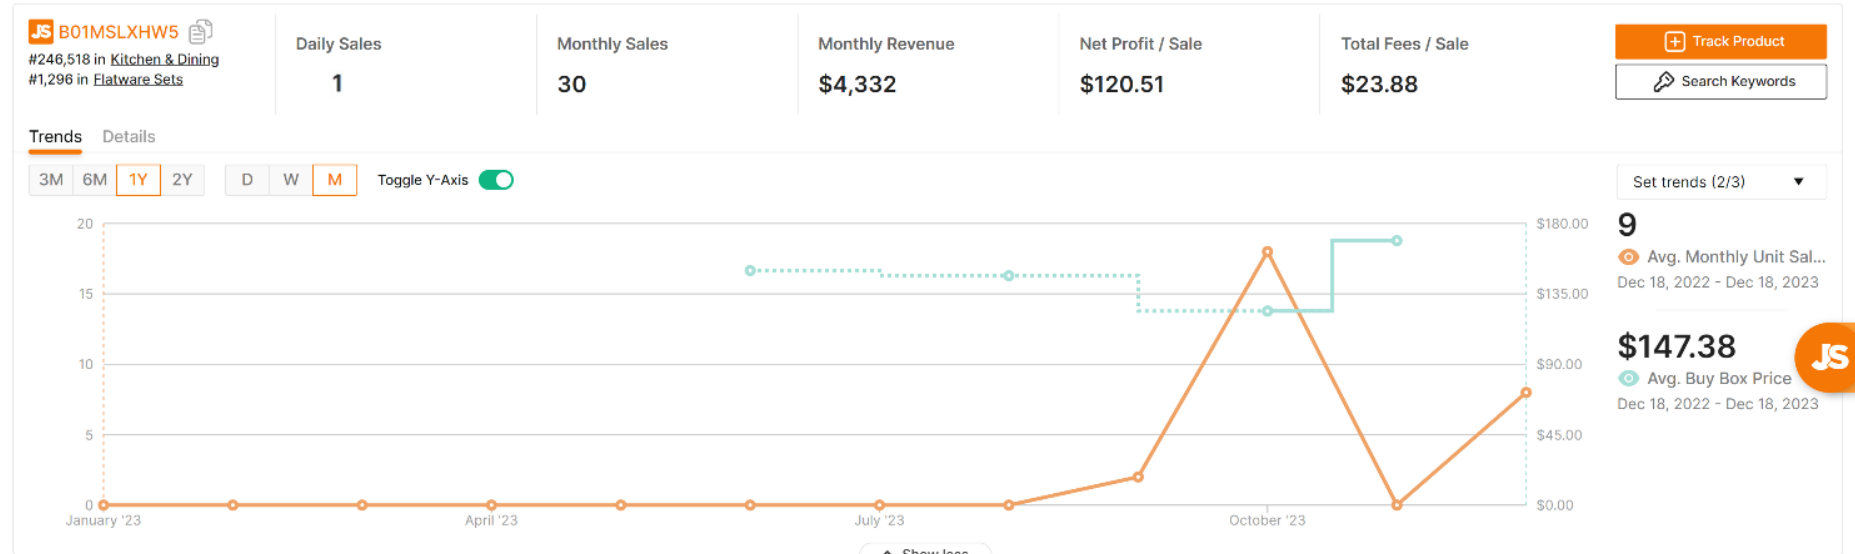 JS B01MSLXHW5
#246,518 in Kitchen & Dining
#1,296 in Flatware Sets
Daily Sales
1
Monthly Sales
30
Monthly Revenue
$4,332
Net Profit / Sale
$120.51
Total Fees / Sale
$23.88
Track Product
Search Keywords
Trends Details
3M 6M 1Y 2Y D W M Toggle Y-Axis
Set trends (2/3)
20
15
10
5
0
$180.00
$135.00
$90.00
$45.00
$0.00
January '23 April '23 July '23 October '23
9
Avg. Monthly Unit Sal...
Dec 18, 2022 - Dec 18, 2023
$147.38
Avg. Buy Box Price
Dec 18, 2022 - Dec 18, 2023
JS
Show less